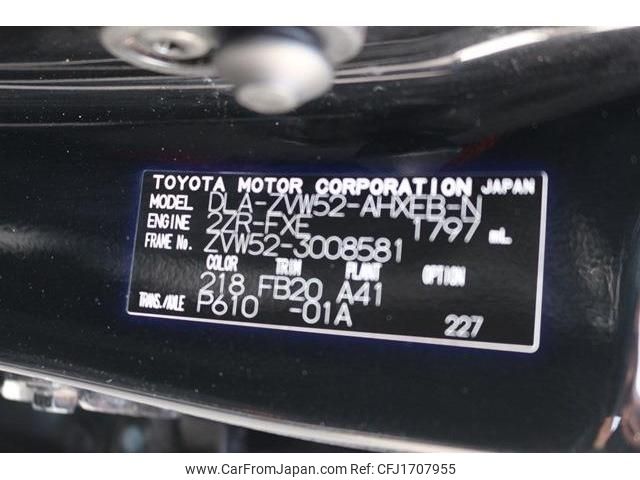 TOYOTA MOTOR CORPORATION JAPAN
MODEL DLA-ZVW52-AHXEB-N
ENGINE 2ZR-FXE 1797 mL
FRAME No. ZVW52-3008581
COLOR TRIM PLANT OPTION
218 FB20 A41
TRANS./AXLE P610 -01A 227
© CarFromJapan www.CarFromJapan.com CFJ1707955